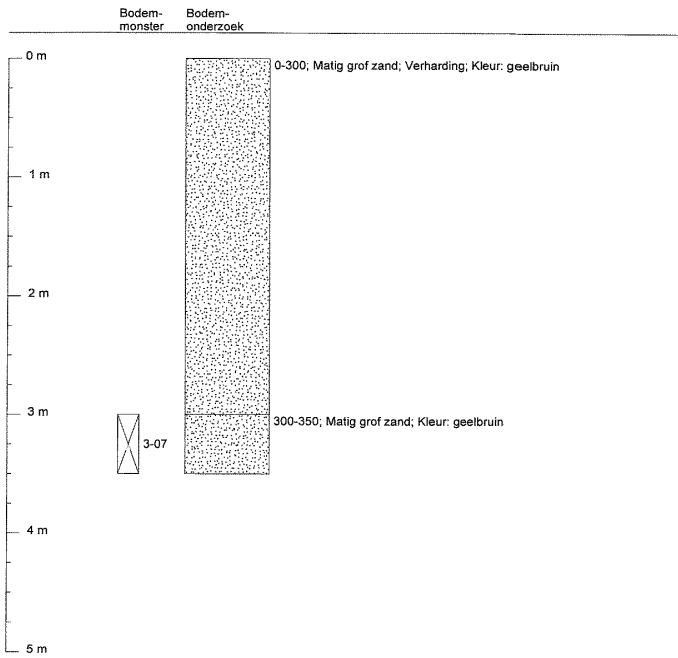 Bodem-
monster
Bodem-
onderzoek
0 m
0-300; Matig grof zand; Verharding; Kleur: geelbruin
1 m
2 m
3 m
300-350; Matig grof zand; Kleur: geelbruin
3-07
4 m
5 m